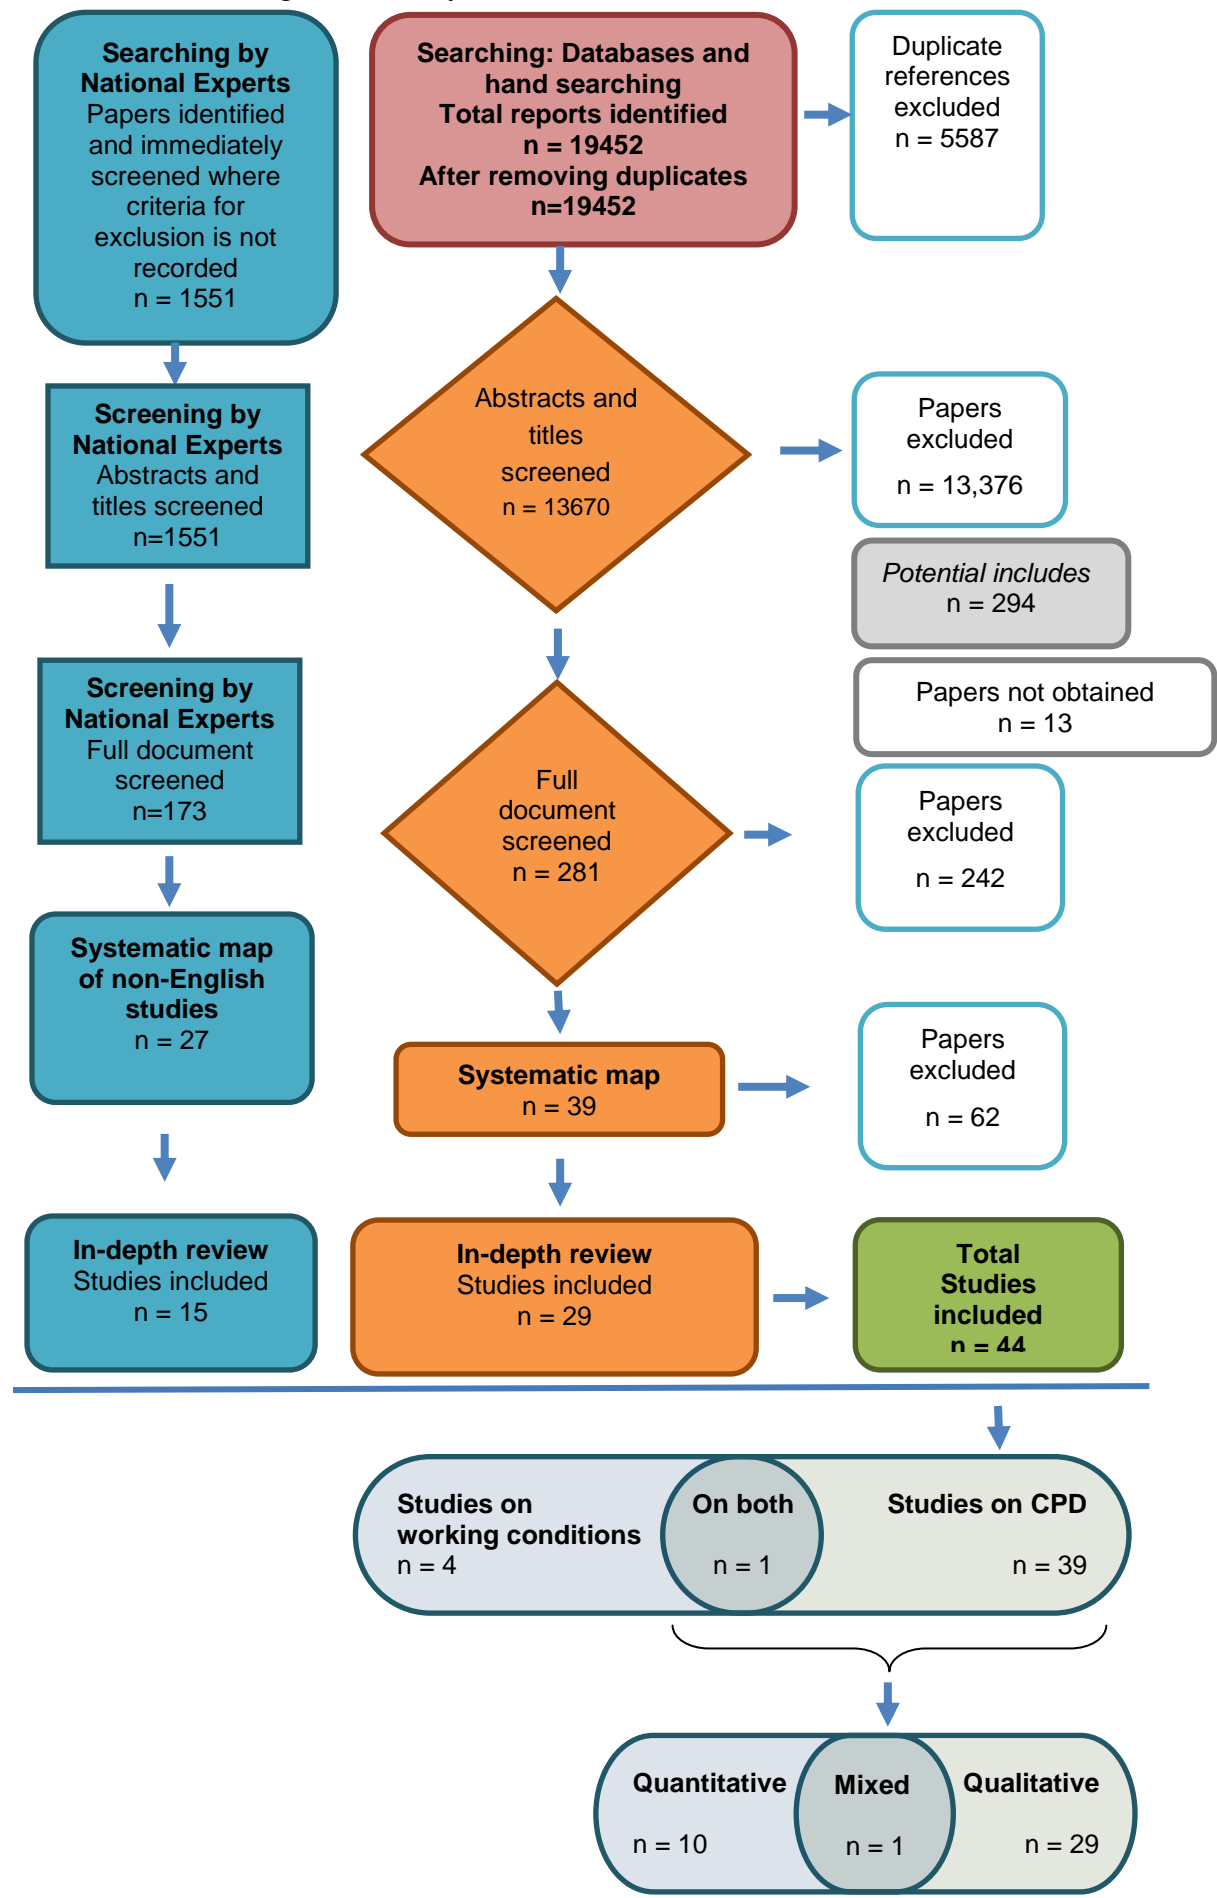 Searching by
National Experts
Papers identified
and immediately
screened where
criteria for
exclusion is not
recorded
n = 1551
Searching: Databases and
hand searching
Total reports identified
n = 19452
After removing duplicates
n=19452
Duplicate
references
excluded
n = 5587
Screening by
National Experts
Abstracts and
titles screened
n=1551
Abstracts and
titles
screened
n = 13670
Papers
excluded
n = 13,376
Potential includes
n = 294
Papers not obtained
n = 13
Screening by
National Experts
Full document
screened
n=173
Full
document
screened
n = 281
Papers
excluded
n = 242
Systematic map
of non-English
studies
n = 27
Systematic map
n = 39
Papers
excluded
n = 62
In-depth review
Studies included
n = 15
In-depth review
Studies included
n = 29
Total
Studies
included
n = 44
Studies on
working conditions
n = 4
On both
n = 1
Studies on CPD
n = 39
Quantitative
n = 10
Mixed
n = 1
Qualitative
n = 29